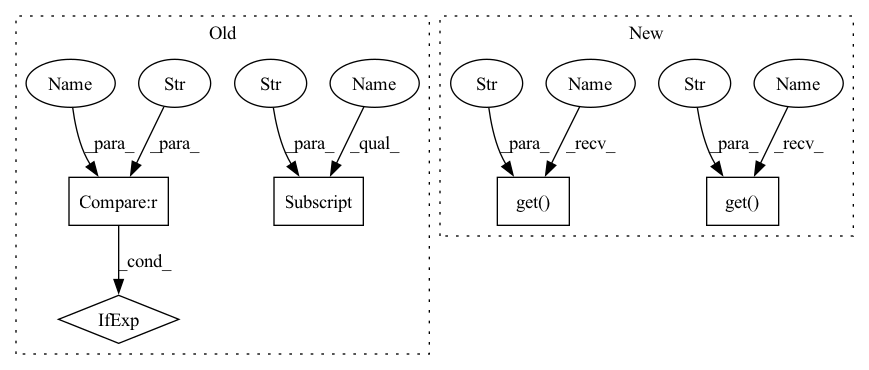 Old
New
Name
Str
Str
Name
Str
Name
Str
Name
_para_
_para_
_para_
_qual_
_para_
_recv_
_para_
_recv_
Compare:r
Subscript
get()
get()
_cond_
IfExp